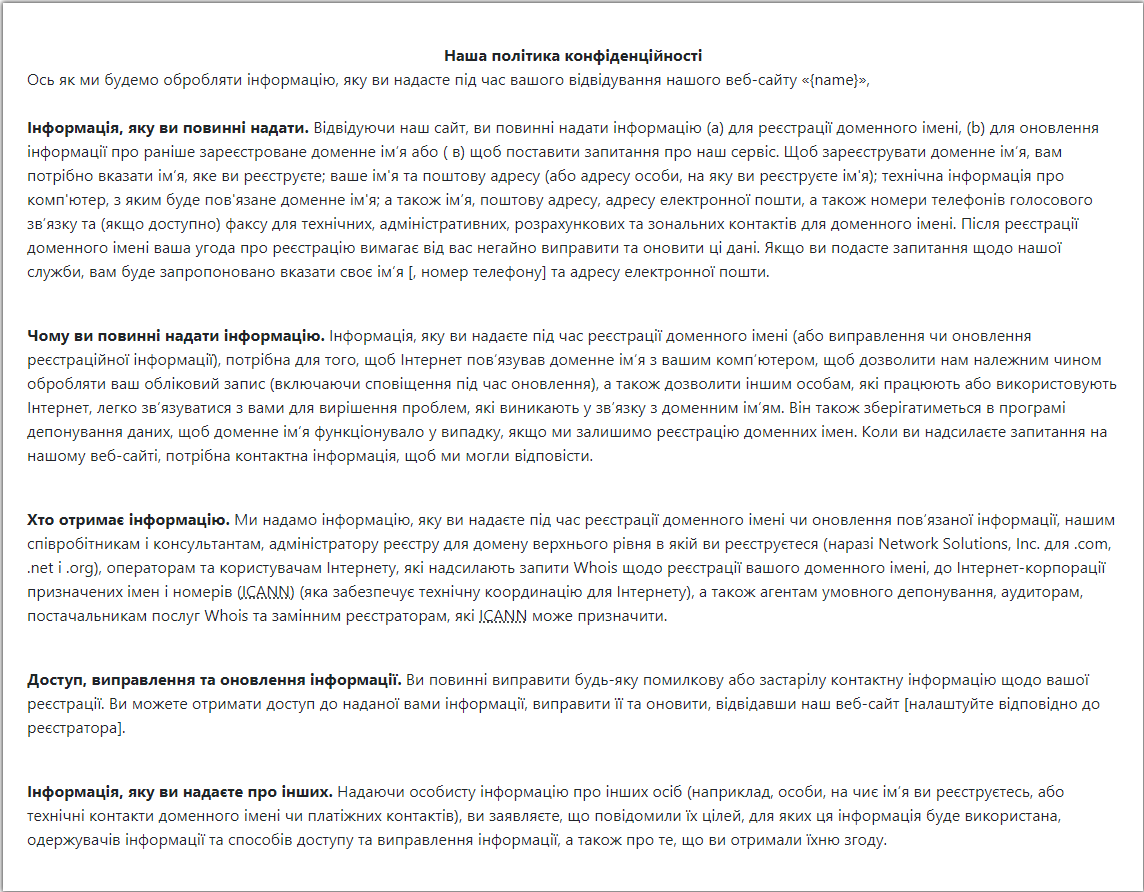 Наша політика конфіденційності
Ось як ми будемо обробляти інформацію, яку ви надасте під час вашого відвідування нашого веб-сайту «{name}»,
Інформація, яку ви повинні надати. Відвідуючи наш сайт, ви повинні надати інформацію (a) для реєстрації доменного імені, (b) для оновлення
інформації про раніше зареєстроване доменне ім’я або ( в) щоб поставити запитання про наш сервіс. Щоб зареєструвати доменне ім’я, вам
потрібно вказати ім’я, яке ви реєструєте; ваше ім'я та поштову адресу (або адресу особи, на яку ви реєструєте ім'я); технічна інформація про
комп'ютер, з яким буде пов'язане доменне ім'я; а також ім’я, поштову адресу, адресу електронної пошти, а також номери телефонів голосового
зв’язку та (якщо доступно) факсу для технічних, адміністративних, розрахункових та зональних контактів для доменного імені. Після реєстрації
доменного імені ваша угода про реєстрацію вимагає від вас негайно виправити та оновити ці дані. Якщо ви подасте запитання щодо нашої
служби, вам буде запропоновано вказати своє ім’я [, номер телефону] та адресу електронної пошти.
Чому ви повинні надати інформацію. Інформація, яку ви надаєте під час реєстрації доменного імені (або виправлення чи оновлення
реєстраційної інформації), потрібна для того, щоб Інтернет пов’язував доменне ім’я з вашим комп’ютером, щоб дозволити нам належним чином
обробляти ваш обліковий запис (включаючи сповіщення під час оновлення), а також дозволити іншим особам, які працюють або використовують
Інтернет, легко зв’язуватися з вами для вирішення проблем, які виникають у зв’язку з доменним ім’ям. Він також зберігатиметься в програмі
депонування даних, щоб доменне ім’я функціонувало у випадку, якщо ми залишимо реєстрацію доменних імен. Коли ви надсилаєте запитання на
нашому веб-сайті, потрібна контактна інформація, щоб ми могли відповісти.
Хто отримає інформацію. Ми надамо інформацію, яку ви надаєте під час реєстрації доменного імені чи оновлення пов’язаної інформації, нашим
співробітникам і консультантам, адміністратору реєстру для домену верхнього рівня в якій ви реєструєтеся (наразі Network Solutions, Inc. для .com,
.net і .org), операторам та користувачам Інтернету, які надсилають запити Whois щодо реєстрації вашого доменного імені, до Інтернет-корпорації
призначених імен і номерів (ICANN) (яка забезпечує технічну координацію для Інтернету), а також агентам умовного депонування, аудиторам,
постачальникам послуг Whois та замінним реєстраторам, які ICANN може призначити.
Доступ, виправлення та оновлення інформації. Ви повинні виправити будь-яку помилкову або застарілу контактну інформацію щодо вашої
реєстрації. Ви можете отримати доступ до наданої вами інформації, виправити її та оновити, відвідавши наш веб-сайт [налаштуйте відповідно до
реєстратора].
Інформація, яку ви надаєте про інших. Надаючи особисту інформацію про інших осіб (наприклад, особи, на чиє ім’я ви реєструєтесь, або
технічні контакти доменного імені чи платіжних контактів), ви заявляєте, що повідомили їх цілей, для яких ця інформація буде використана,
одержувачів інформації та способів доступу та виправлення інформації, а також про те, що ви отримали їхню згоду.